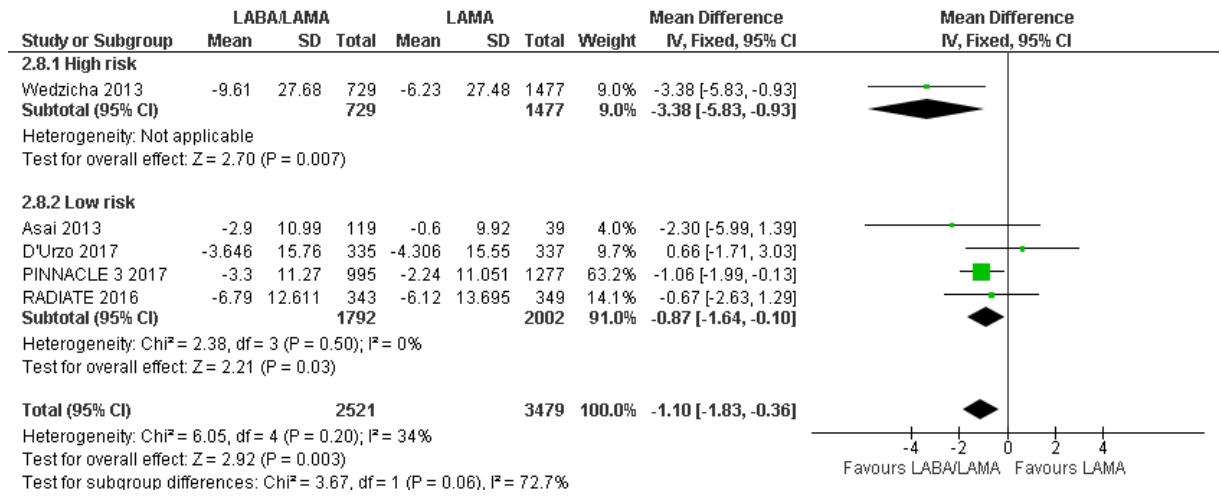 LABA/LAMA LAMA Mean Difference Mean Difference
Study or Subgroup Mean SD Total Mean SD Total Weight IV, Fixed, 95% CI IV, Fixed, 95% CI
2.8.1 High risk
Wedzicha 2013 -9.61 27.68 729 -6.23 27.48 1477 9.0% -3.38 [-5.83, -0.93]
Subtotal (95% CI) 729 1477 9.0% -3.38 [-5.83, -0.93]
Heterogeneity: Not applicable
Test for overall effect: Z = 2.70 (P = 0.007)
2.8.2 Low risk
Asai 2013 -2.9 10.99 119 -0.6 9.92 39 4.0% -2.30 [-5.99, 1.39]
D'Urzo 2017 -3.646 15.76 335 -4.306 15.55 337 9.7% 0.66 [-1.71, 3.03]
PINNACLE 3 2017 -3.3 11.27 995 -2.24 11.051 1277 63.2% -1.06 [-1.99, -0.13]
RADIATE 2016 -6.79 12.611 343 -6.12 13.695 349 14.1% -0.67 [-2.63, 1.29]
Subtotal (95% CI) 1792 2002 91.0% -0.87 [-1.64, -0.10]
Heterogeneity: Chi² = 2.38, df = 3 (P = 0.50); I² = 0%
Test for overall effect: Z = 2.21 (P = 0.03)
Total (95% CI) 2521 3479 100.0% -1.10 [-1.83, -0.36]
Heterogeneity: Chi² = 6.05, df = 4 (P = 0.20); I² = 34%
Test for overall effect: Z = 2.92 (P = 0.003)
Test for subgroup differences: Chi² = 3.67, df = 1 (P = 0.06), I² = 72.7%
-4 -2 0 2 4
Favours LABA/LAMA Favours LAMA